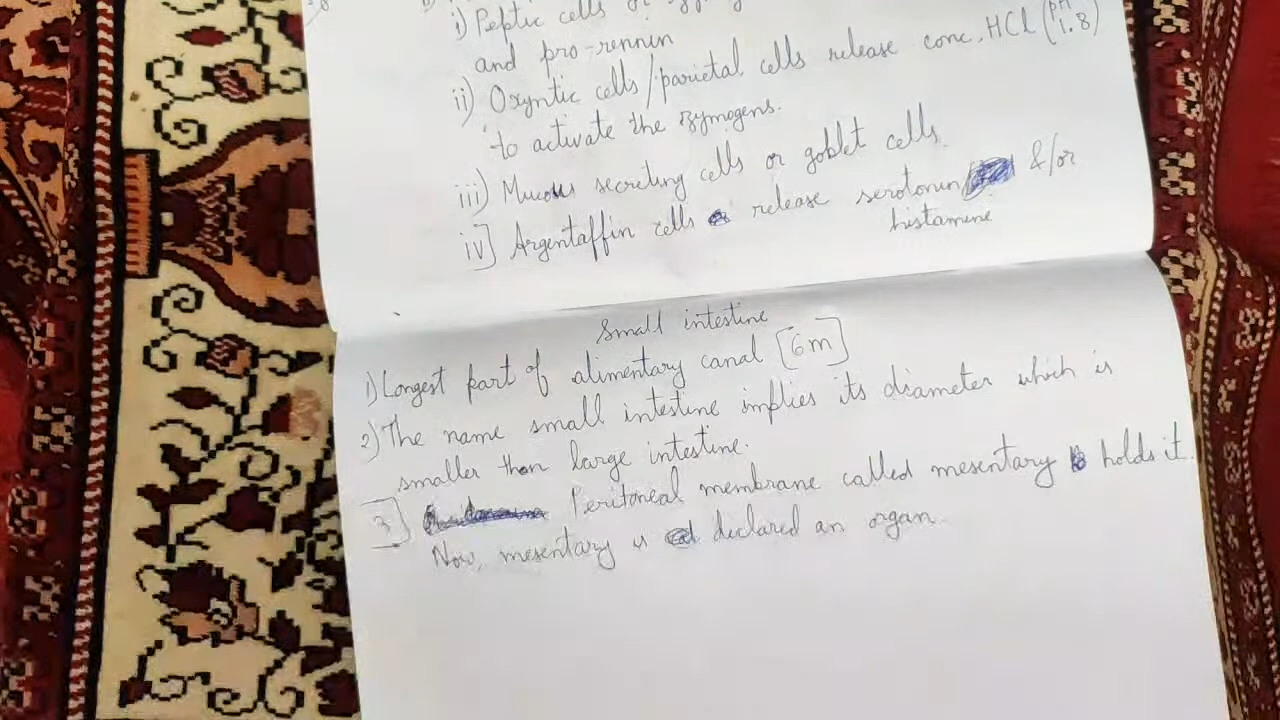 i) Peptic cells or
and pro-rennin
ii) Oxyntic cells/parietal cells release conc. HCl (pH 1.8)
to activate the zymogens.
iii) Mucous secreting cells or goblet cells.
iv] Argentaffin cells release serotonin &/or
histamine
Small intestine
1) Longest part of alimentary canal [6m]
2) The name small intestine implies its diameter which is
smaller than large intestine.
3] Peritoneal membrane called mesentary holds it.
Now, mesentary is declared an organ.